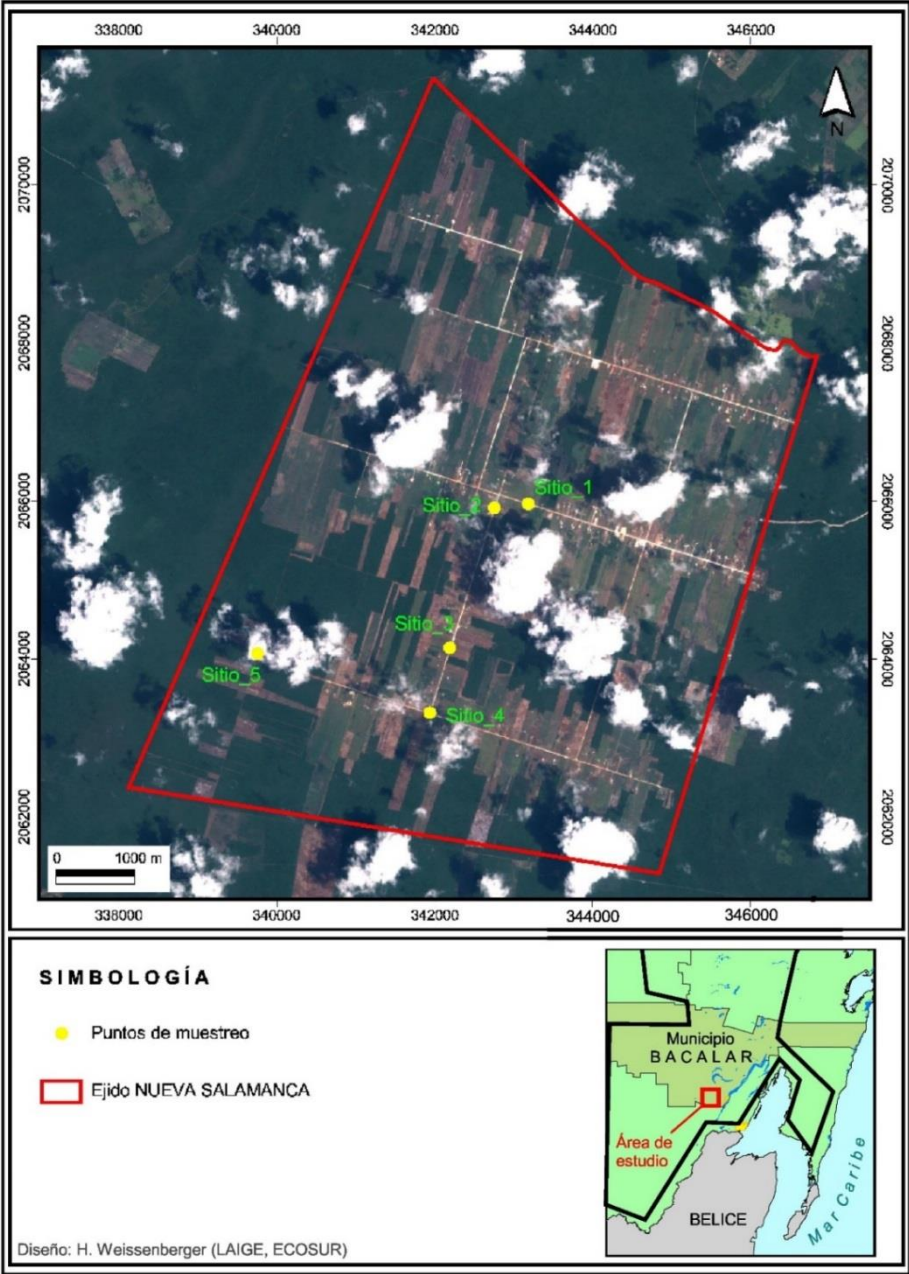 338000 340000 342000 344000 346000
N
2070000 2070000
2068000 2068000
Sitio_2 Sitio_1
2066000 2066000
Sitio_3
2064000 2064000
Sitio_5
Sitio_4
2062000 2062000
0 1000 m
338000 340000 342000 344000 346000
SIMBOLOGÍA
Puntos de muestreo
Ejido NUEVA SALAMANCA
Diseño: H. Weissenberger (LAIGE, ECOSUR)
Municipio
BACALAR
Área de
estudio
BELICE
Mar Caribe